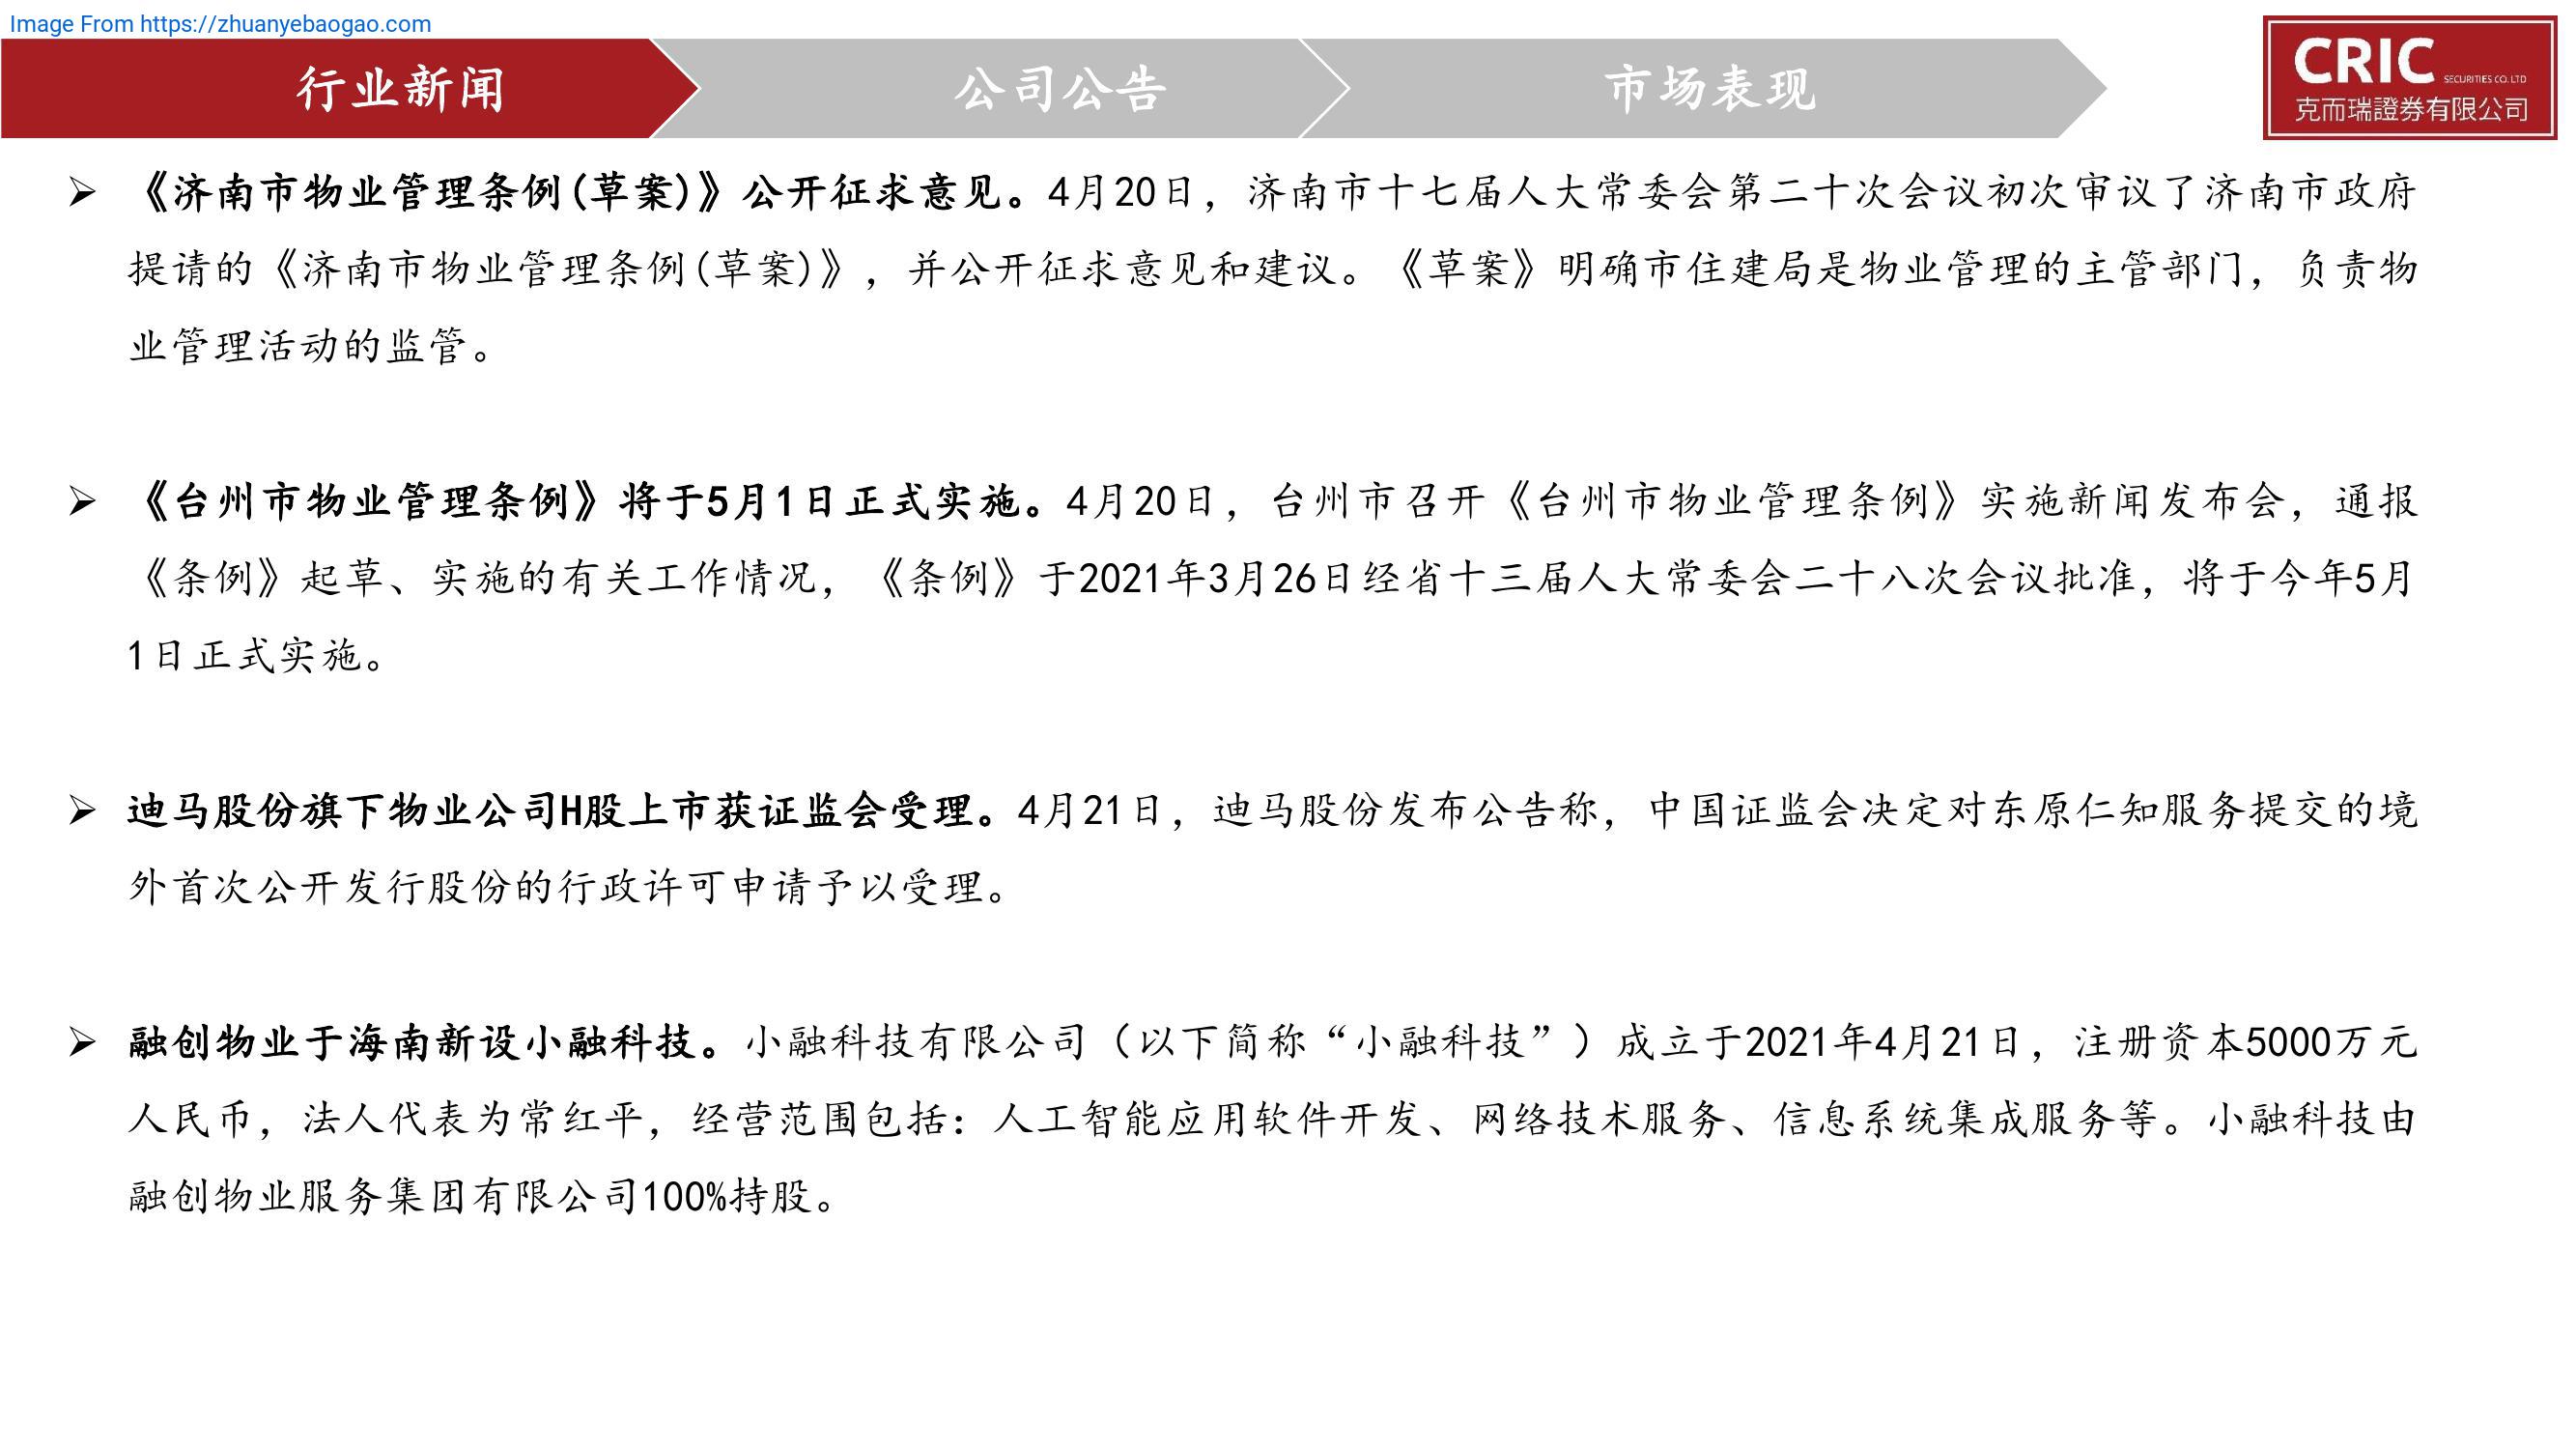 Image From https://zhuanyebaogao.com
行业新闻
公司公告
市场表现
CRIC SECURITIES CO. LTD
克而瑞證券有限公司
《济南市物业管理条例(草案)》公开征求意见。4月20日，济南市十七届人大常委会第二十次会议初次审议了济南市政府
提请的《济南市物业管理条例(草案)》，并公开征求意见和建议。《草案》明确市住建局是物业管理的主管部门，负责物
业管理活动的监管。
《台州市物业管理条例》将于5月1日正式实施。4月20日，台州市召开《台州市物业管理条例》实施新闻发布会，通报
《条例》起草、实施的有关工作情况，《条例》于2021年3月26日经省十三届人大常委会二十八次会议批准，将于今年5月
1日正式实施。
迪马股份旗下物业公司H股上市获证监会受理。4月21日，迪马股份发布公告称，中国证监会决定对东原仁知服务提交的境
外首次公开发行股份的行政许可申请予以受理。
融创物业于海南新设小融科技。小融科技有限公司（以下简称“小融科技”）成立于2021年4月21日，注册资本5000万元
人民币，法人代表为常红平，经营范围包括：人工智能应用软件开发、网络技术服务、信息系统集成服务等。小融科技由
融创物业服务集团有限公司100%持股。